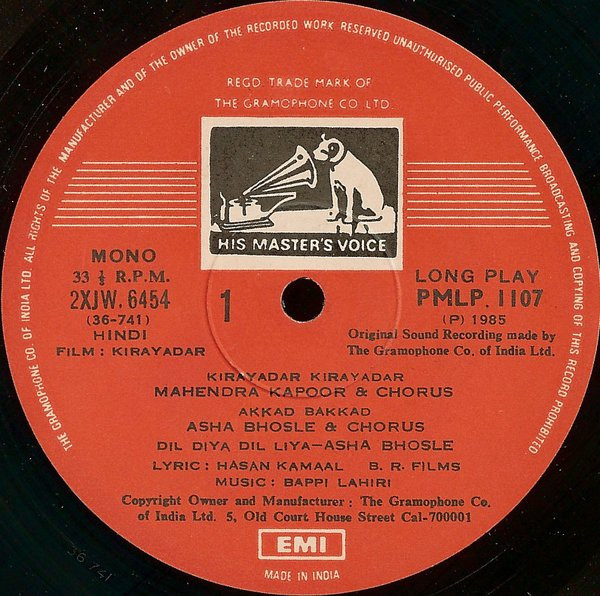 THE GRAMOPHONE CO. OF INDIA LTD. ALL RIGHTS OF THE MANUFACTURER AND OF THE OWNER OF THE RECORDED WORK RESERVED UNAUTHORISED PUBLIC PERFORMANCE BROADCASTING AND COPYING OF THIS RECORD PROHIBITED
REGD. TRADE MARK OF
THE GRAMOPHONE CO. LTD.
HIS MASTER'S VOICE
MONO
33 ⅓ R.P.M.
2XJW. 6454
(36-741)
HINDI
FILM : KIRAYADAR
1
LONG PLAY
PMLP. 1107
(P) 1985
Original Sound Recording made by
The Gramophone Co. of India Ltd.
KIRAYADAR KIRAYADAR
MAHENDRA KAPOOR & CHORUS
AKKAD BAKKAD
ASHA BHOSLE & CHORUS
DIL DIYA DIL LIYA—ASHA BHOSLE
LYRIC : HASAN KAMAAL B. R. FILMS
MUSIC : BAPPI LAHIRI
Copyright Owner and Manufacturer : The Gramophone Co.
of India Ltd. 5, Old Court House Street Cal-700001
EMI
MADE IN INDIA
36 741